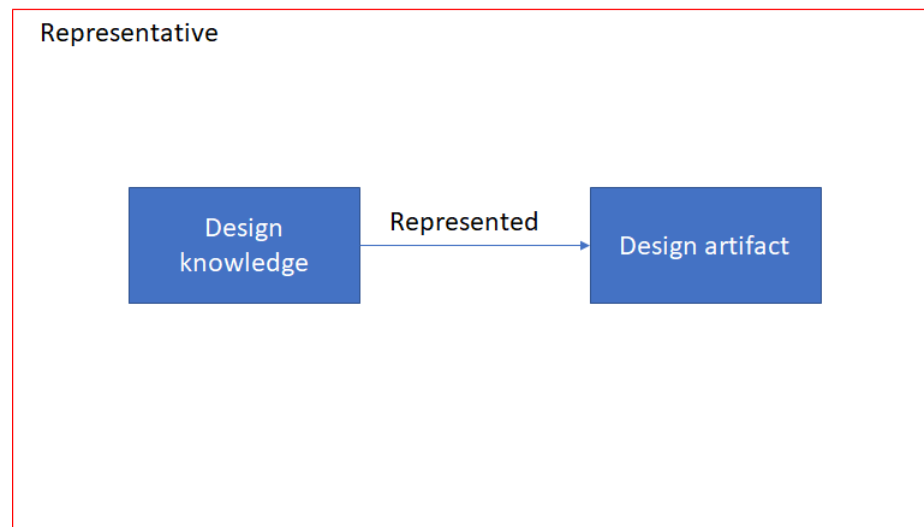 Representative
Represented
Design
knowledge
Design artifact